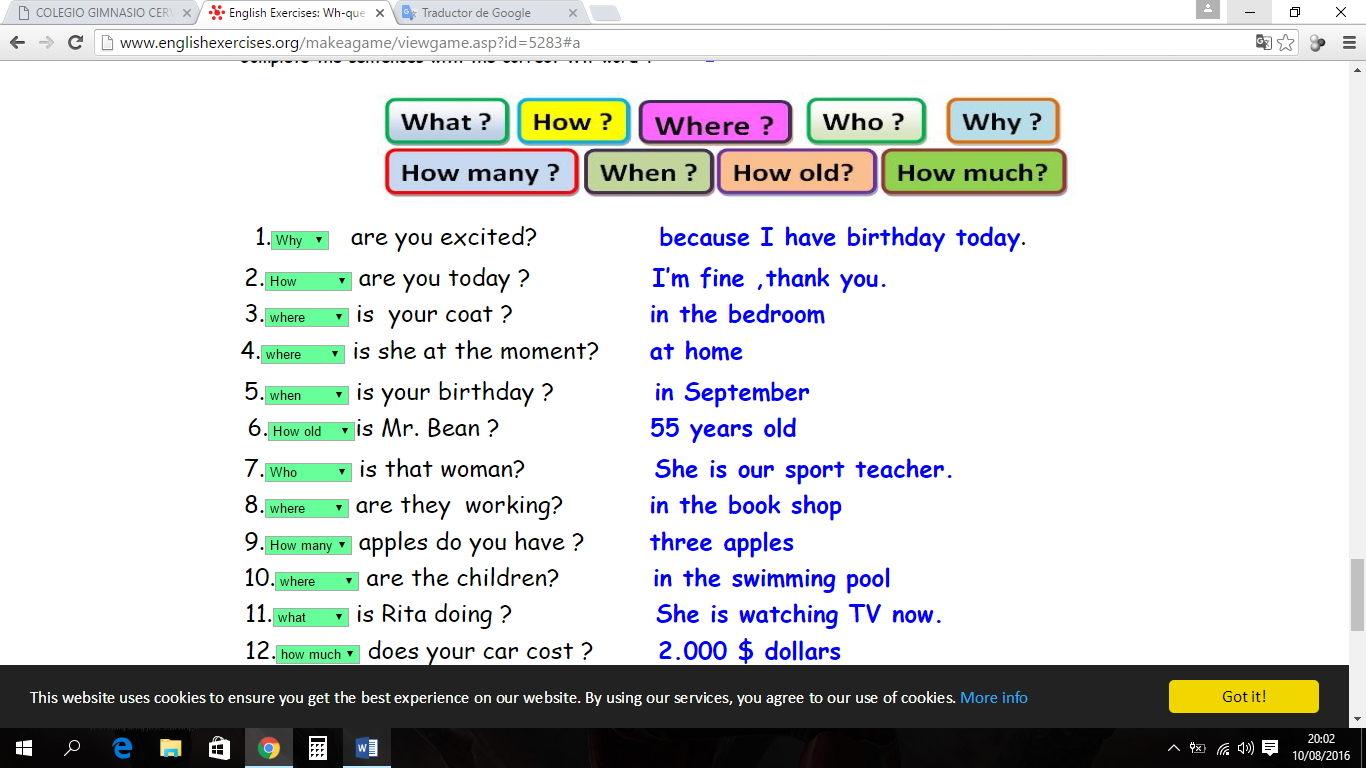 COLEGIO GIMNASIO CER
English Exercises: Wh-que
Traductor de Google
www.englishexercises.org/makeagame/viewgame.asp?id=5283#a
What ? How ? Where ? Who ? Why ?
How many ? When ? How old? How much?
1. Why are you excited? because I have birthday today.
2. How are you today ? I'm fine ,thank you.
3. where is your coat ? in the bedroom
4. where is she at the moment? at home
5. when is your birthday ? in September
6. How old is Mr. Bean ? 55 years old
7. Who is that woman? She is our sport teacher.
8. where are they working? in the book shop
9. How many apples do you have ? three apples
10. where are the children? in the swimming pool
11. what is Rita doing ? She is watching TV now.
12. how much does your car cost ? 2.000 $ dollars
This website uses cookies to ensure you get the best experience on our website. By using our services, you agree to our use of cookies. More info
Got it!
20:02
10/08/2016